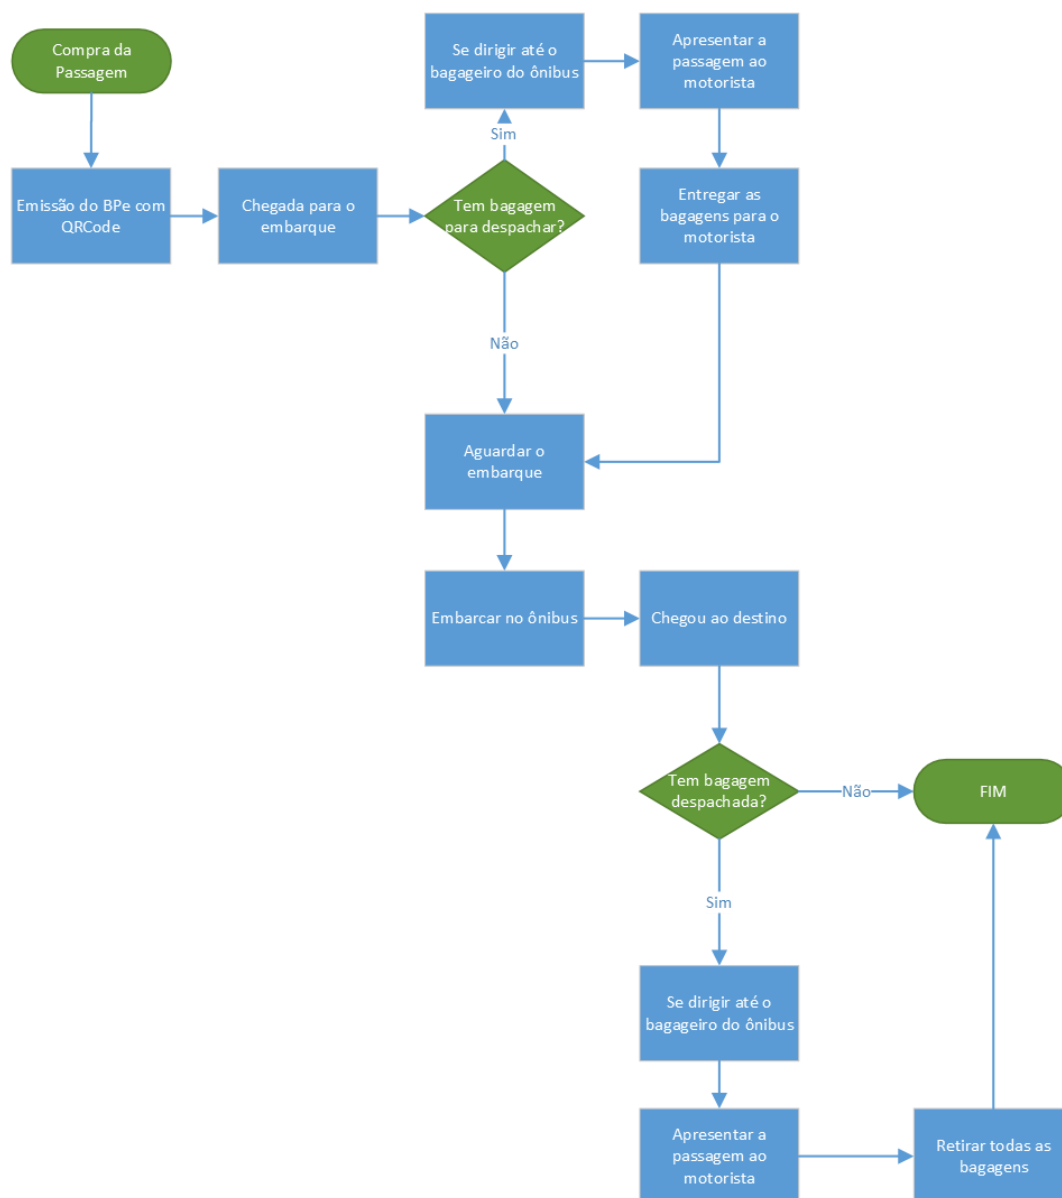 Compra da
Passagem
Se dirigir até o
bagageiro do ônibus
Apresentar a
passagem ao
motorista
Sim
Emissão do BPe com
QRCode
Chegada para o
embarque
Tem bagagem
para despachar?
Entregar as
bagagens para o
motorista
Não
Aguardar o
embarque
Embarcar no ônibus
Chegou ao destino
Tem bagagem
despachada?
Não
FIM
Sim
Se dirigir até o
bagageiro do ônibus
Apresentar a
passagem ao
motorista
Retirar todas as
bagagens